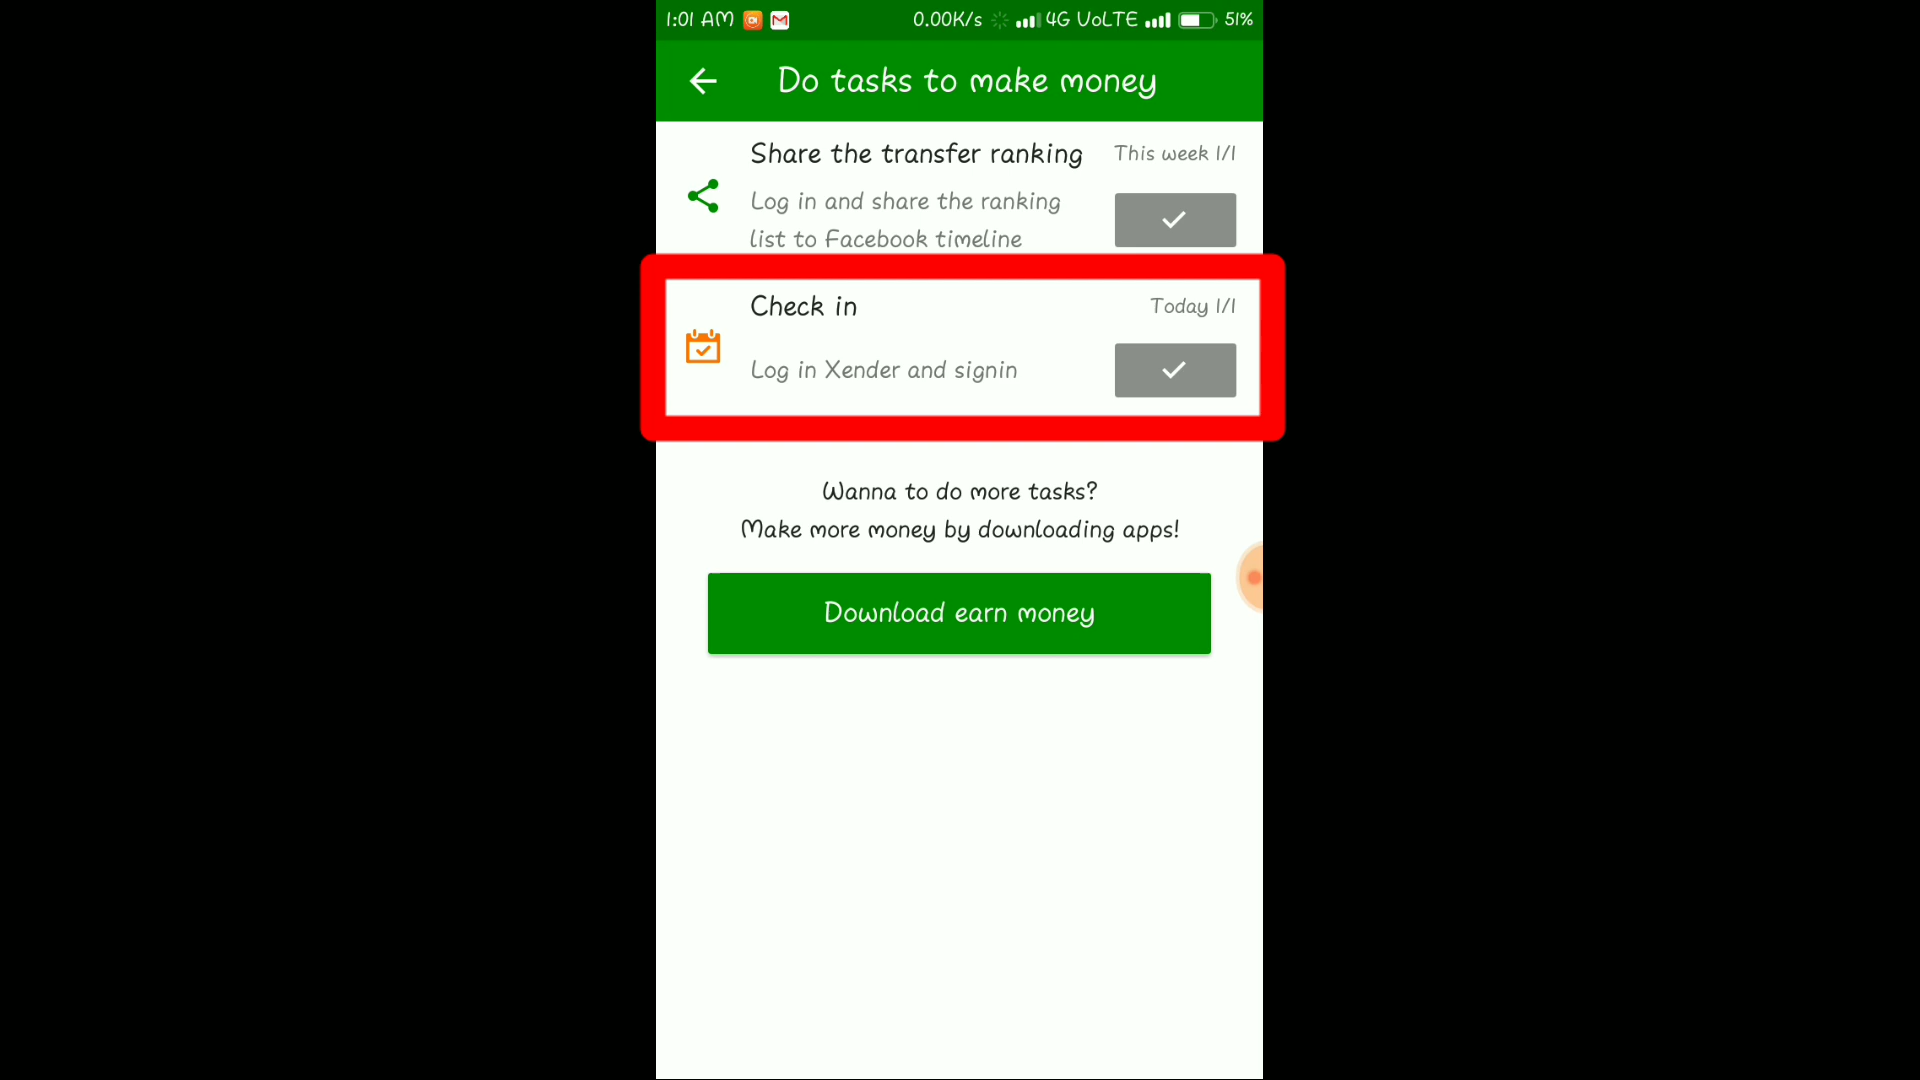 1:01 AM 0.00K/s 4G VoLTE 51%
Do tasks to make money
Share the transfer ranking This week 1/1
Log in and share the ranking
list to Facebook timeline
Check in Today 1/1
Log in Xender and signin
Wanna to do more tasks?
Make more money by downloading apps!
Download earn money